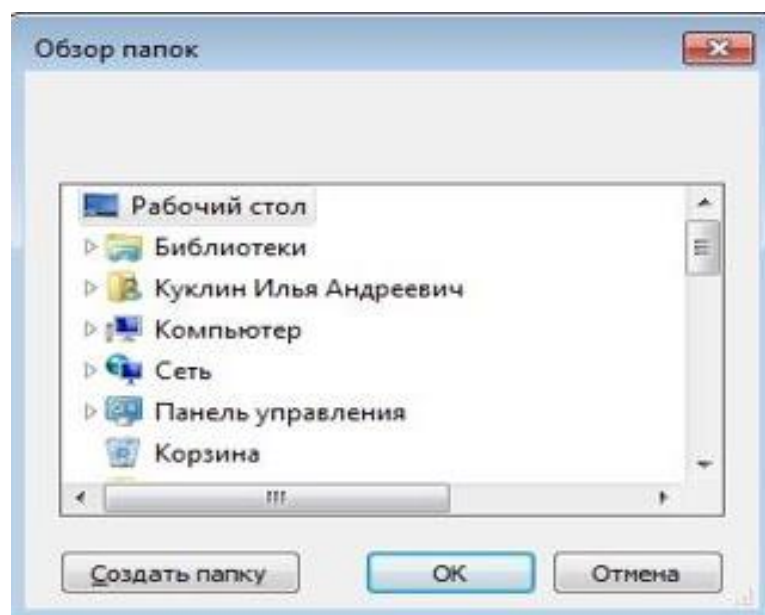 Обзор папок
Рабочий стол
Библиотеки
Куклин Илья Андреевич
Компьютер
Сеть
Панель управления
Корзина
Создать папку
OK
Отмена